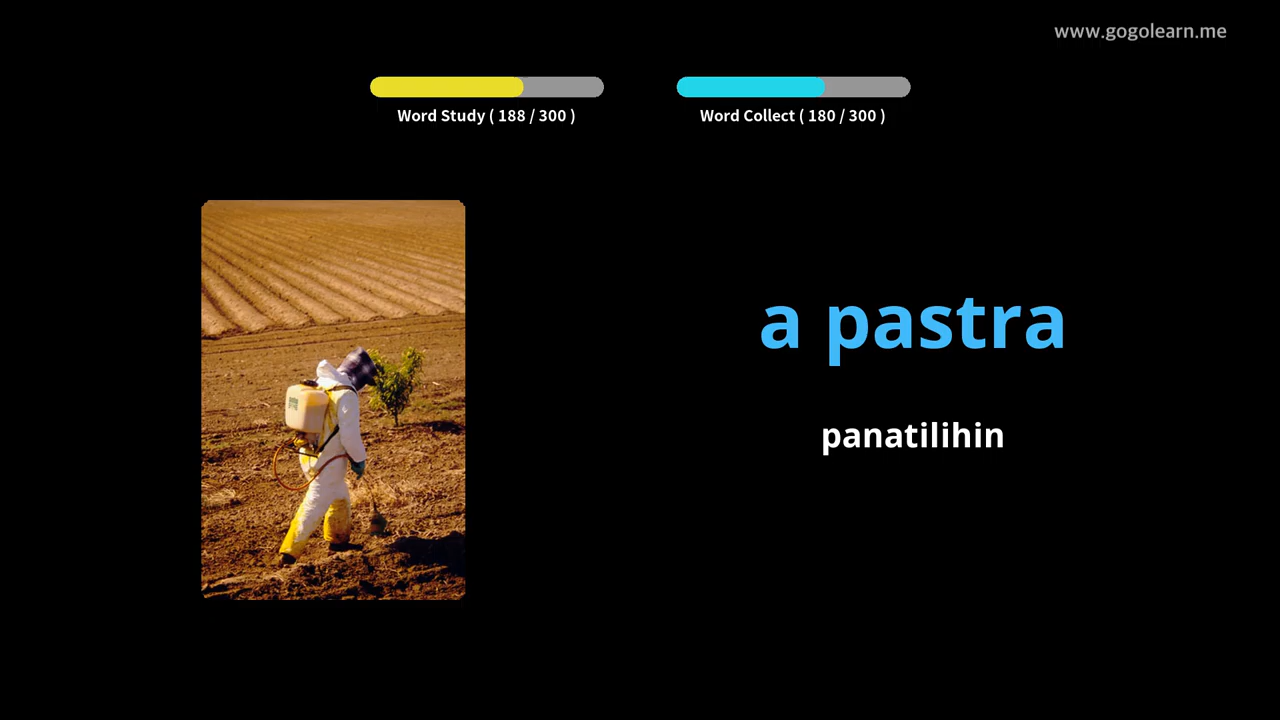 www.gogolearn.me
Word Study ( 188 / 300 )
Word Collect ( 180 / 300 )
a pastra
panatilihin